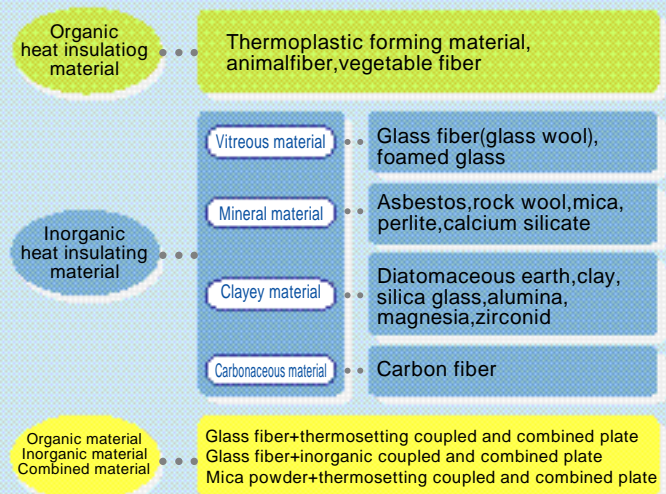 Organic
heat insulatiog
material
Thermoplastic forming material,
animalfiber,vegetable fiber
Inorganic
heat insulating
material
Vitreous material
Glass fiber(glass wool),
foamed glass
Mineral material
Asbestos,rock wool,mica,
perlite,calcium silicate
Clayey material
Diatomaceous earth,clay,
silica glass,alumina,
magnesia,zirconid
Carbonaceous material
Carbon fiber
Organic material
Inorganic material
Combined material
Glass fiber+thermosetting coupled and combined plate
Glass fiber+inorganic coupled and combined plate
Mica powder+thermosetting coupled and combined plate